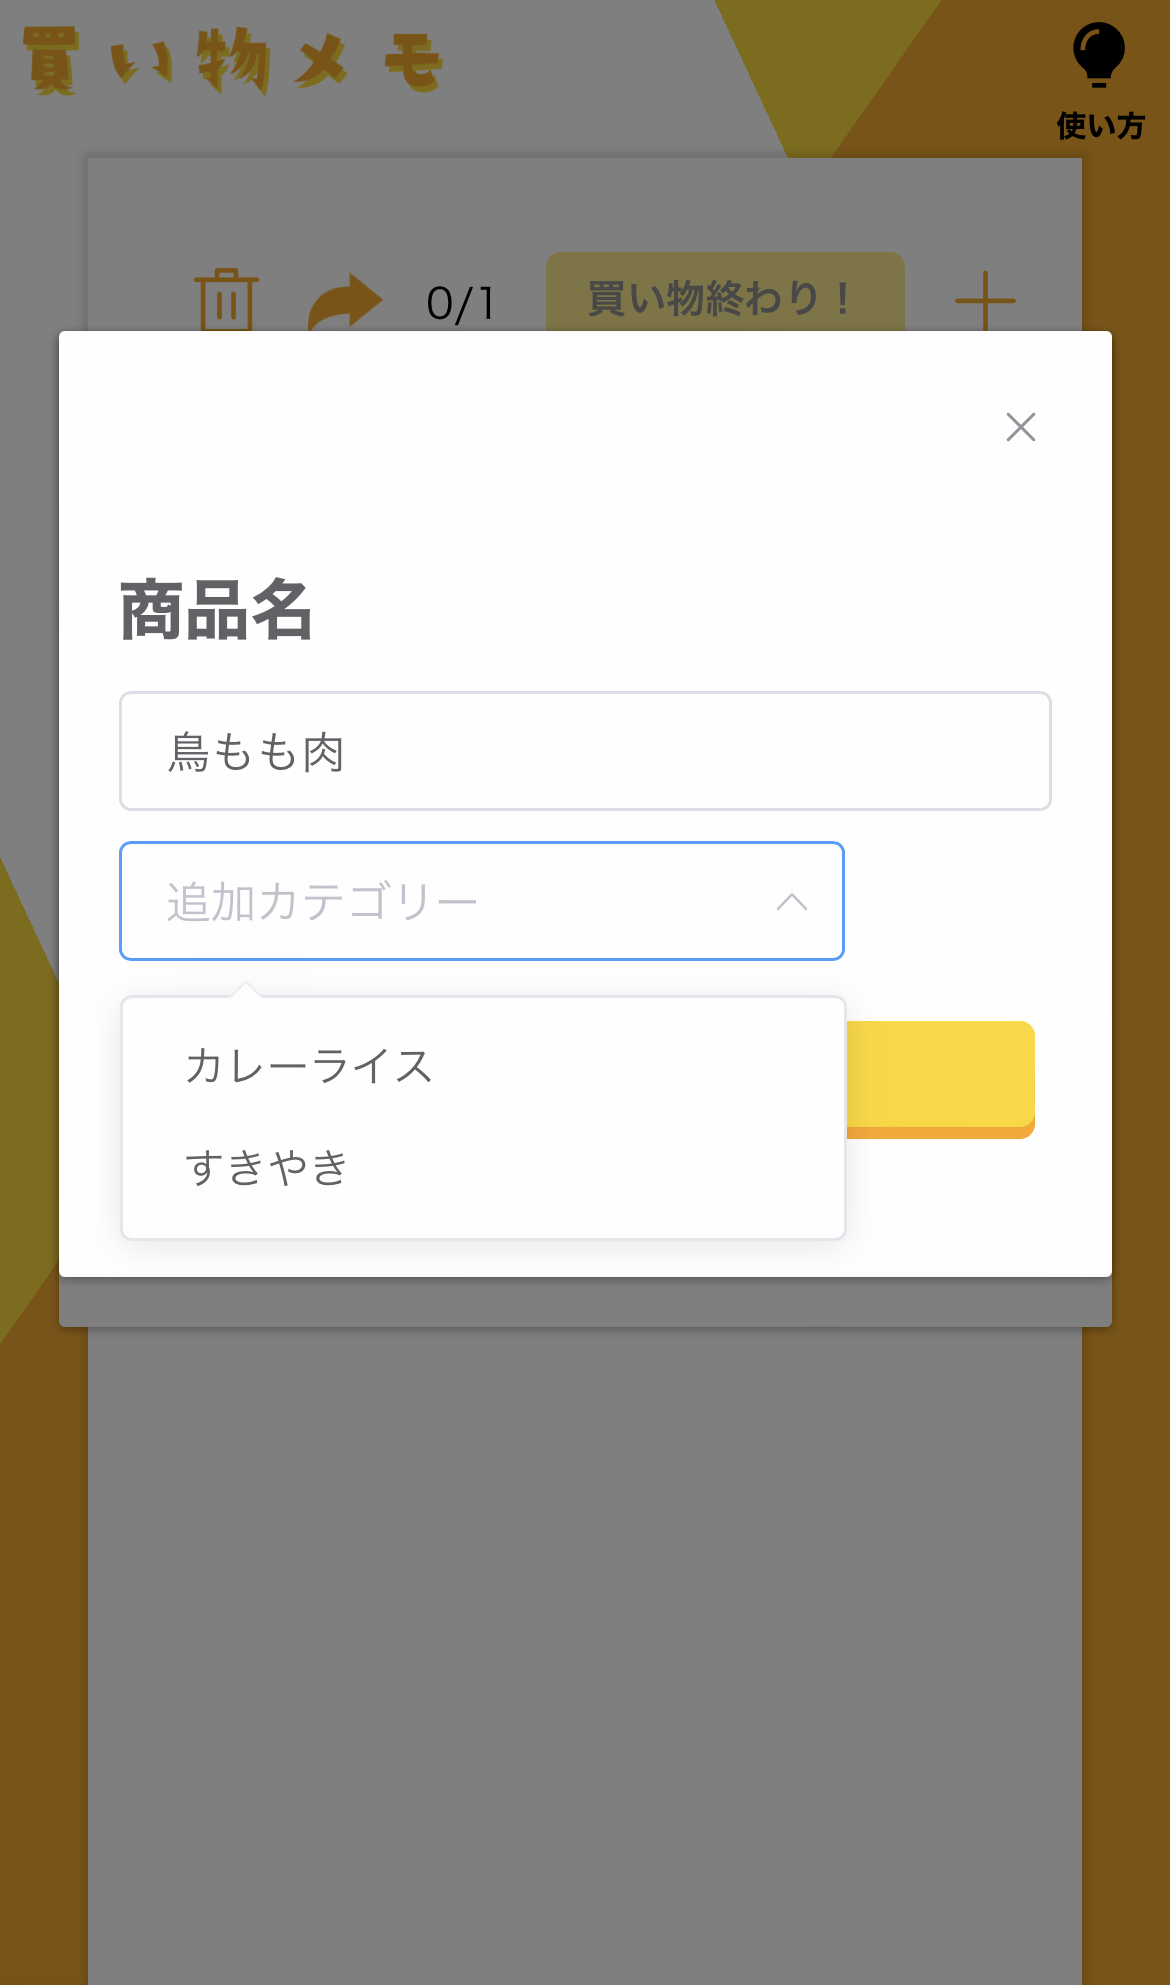 買い物メモ
使い方
0/1
買い物終わり！
商品名
鳥もも肉
追加カテゴリー
カレーライス
すきやき